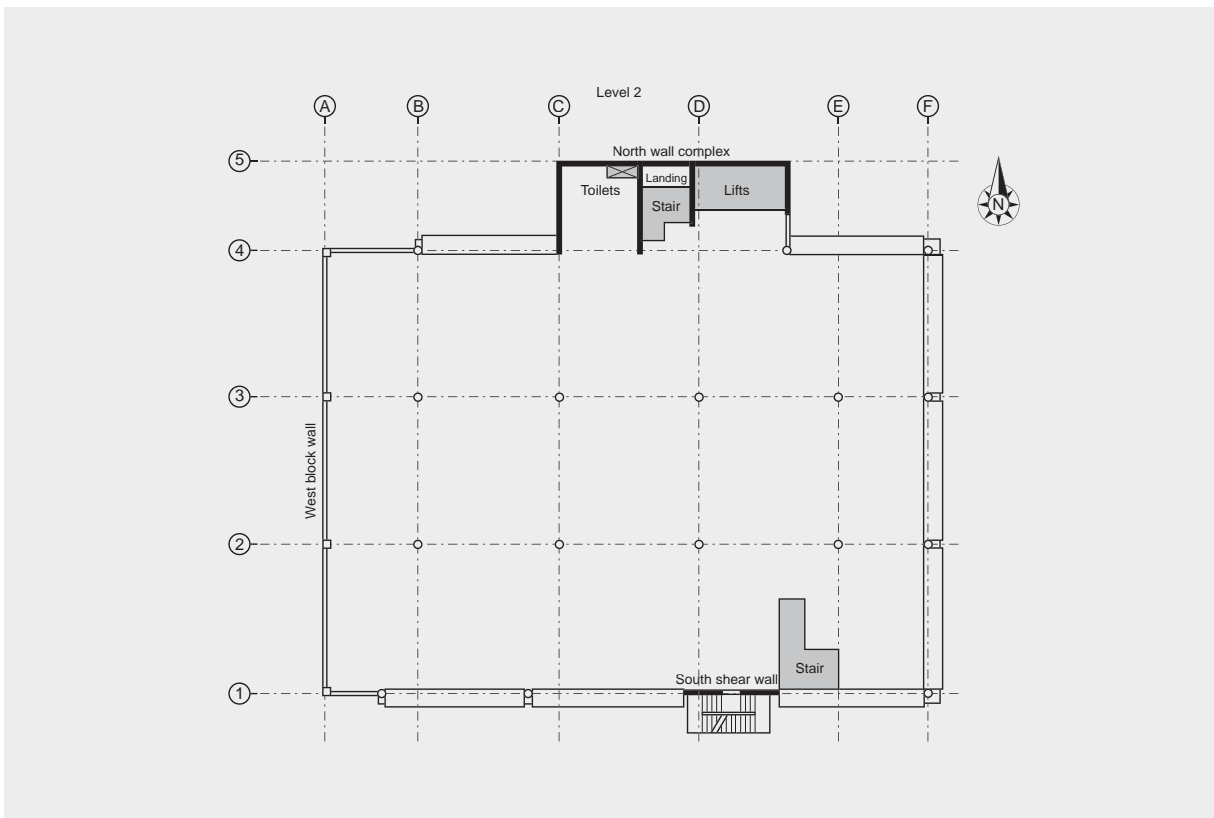 Level 2
A
B
C
D
E
F
5
North wall complex
Landing
Toilets
Lifts
Stair
N
4
3
West block wall
2
Stair
South shear wall
1